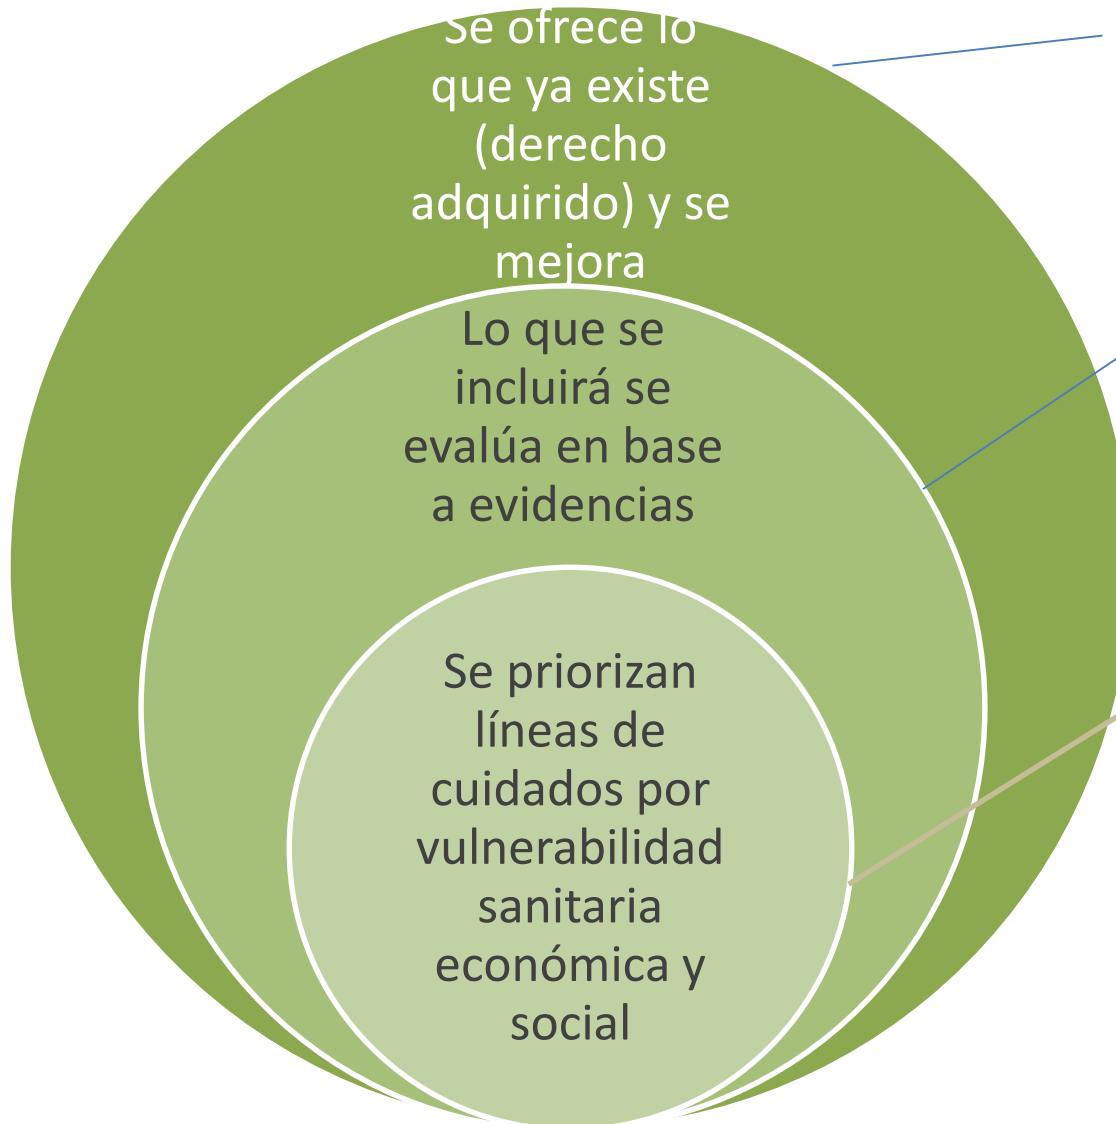 Se ofrece lo
que ya existe
(derecho
adquirido) y se
mejora
Lo que se
incluirá se
evalúa en base
a evidencias
Se priorizan
líneas de
cuidados por
vulnerabilidad
sanitaria
económica y
social